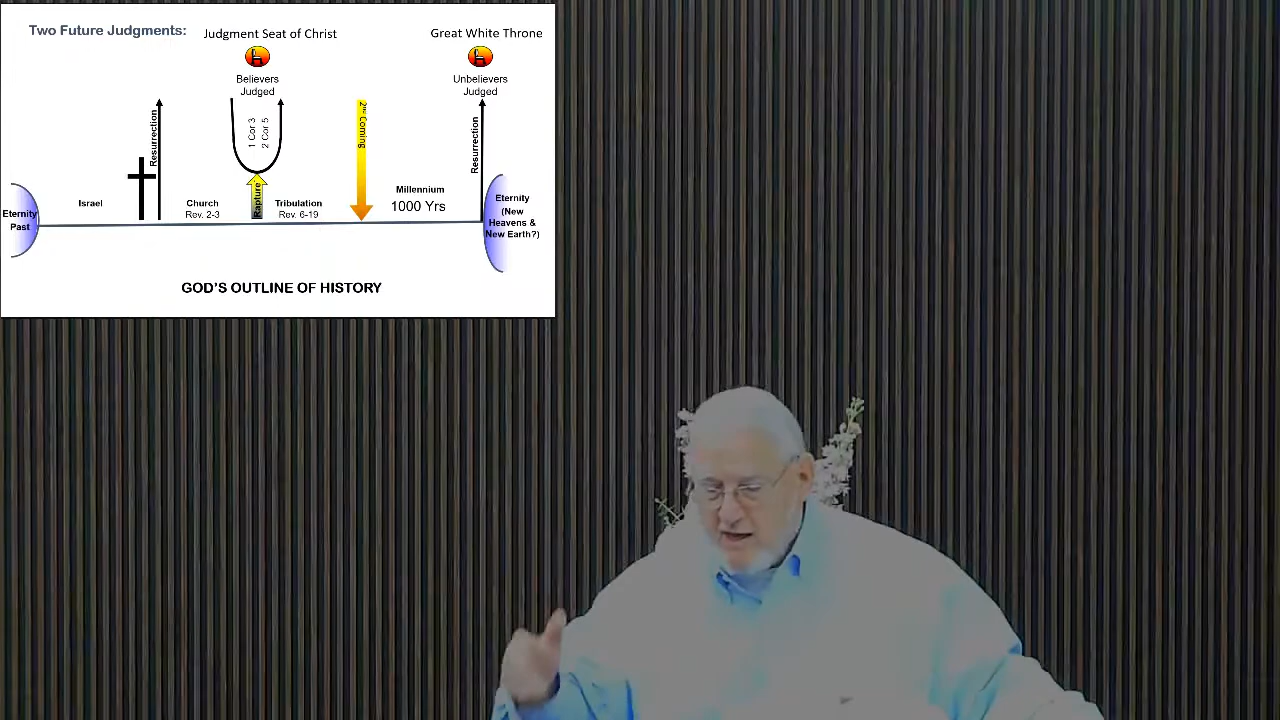 Two Future Judgments:
Judgment Seat of Christ
Great White Throne
Believers
Judged
Unbelievers
Judged
Resurrection
1 Cor 3
2 Cor 5
2nd Coming
Resurrection
Rapture
Eternity
Past
Israel
Church
Rev. 2-3
Tribulation
Rev. 6-19
Millennium
1000 Yrs
Eternity
(New
Heavens &
New Earth?)
GOD'S OUTLINE OF HISTORY